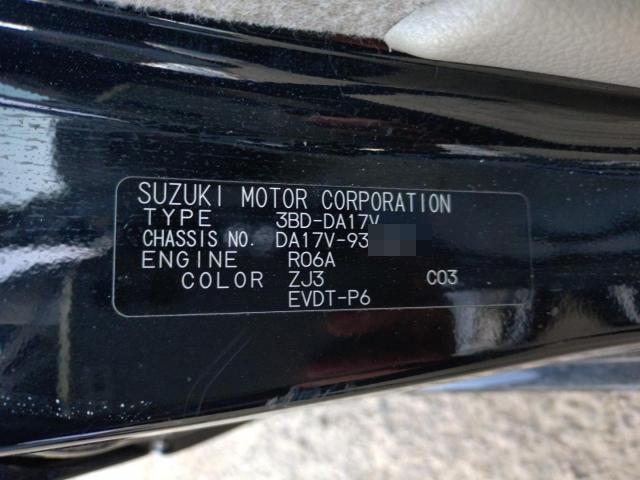 SUZUKI MOTOR CORPORATION
TYPE 3BD-DA17V
CHASSIS NO. DA17V-93
ENGINE R06A
COLOR ZJ3 C03
EVDT-P6